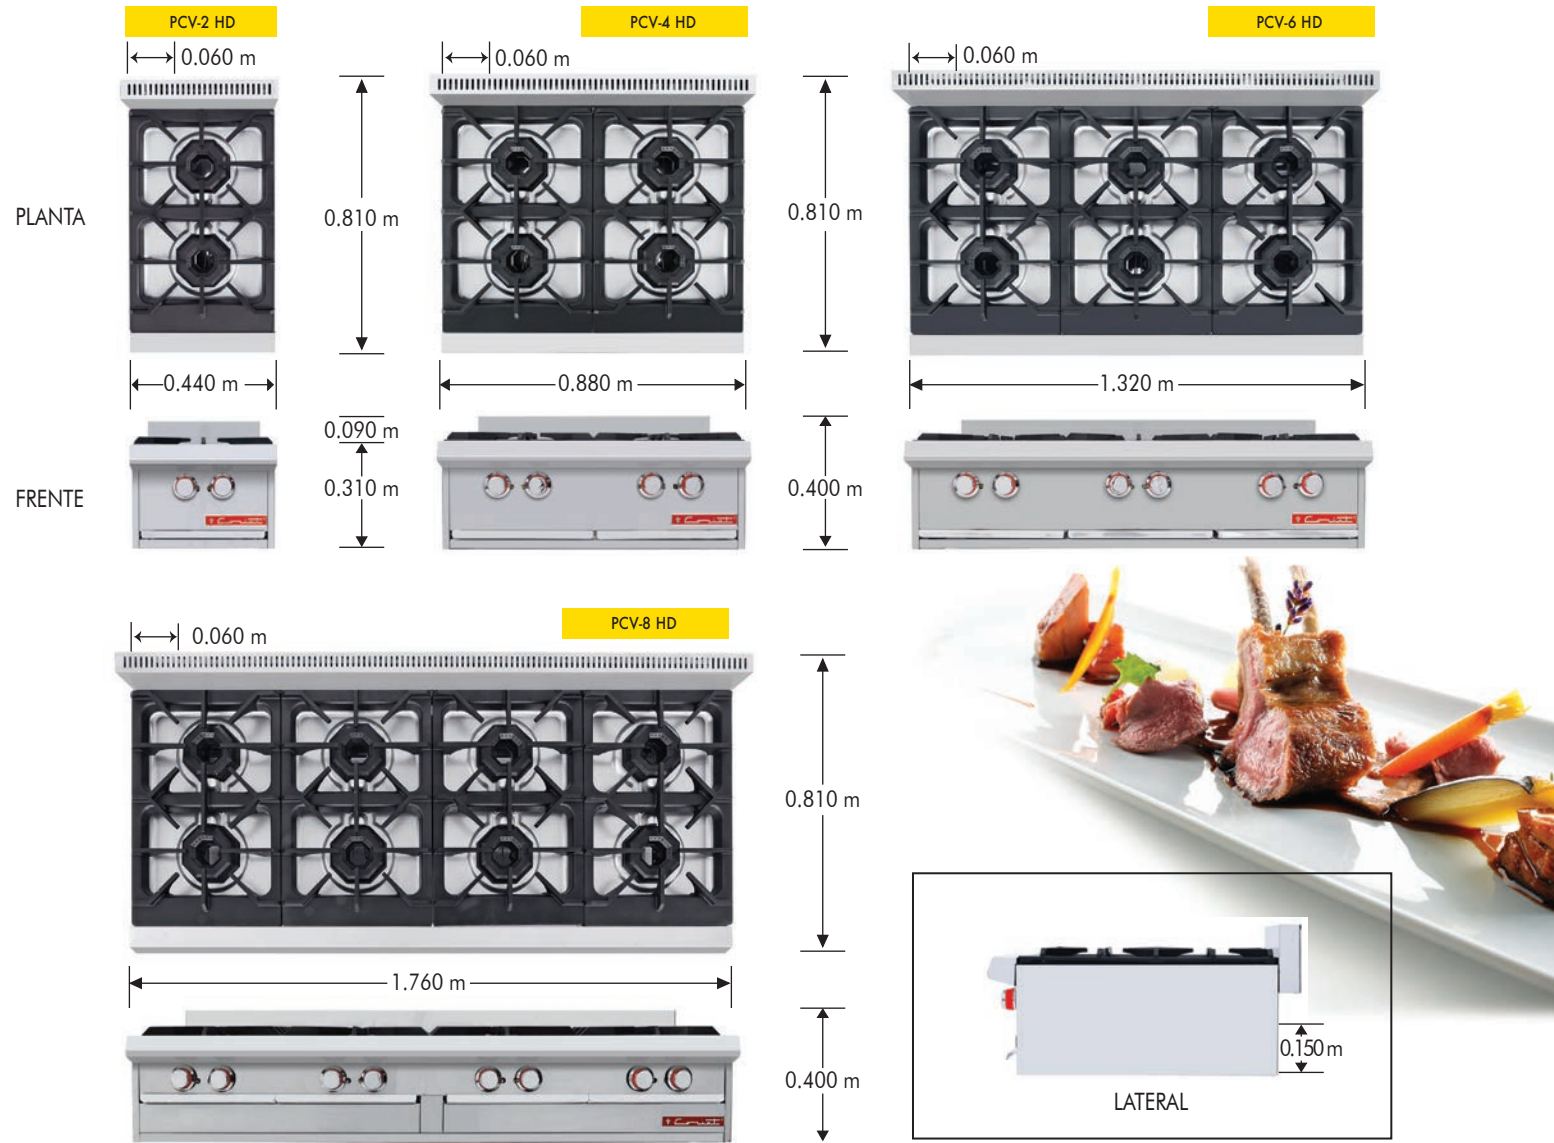 PCV-2 HD
PCV-4 HD
PCV-6 HD
0.060 m
0.060 m
0.060 m
PLANTA
0.810 m
0.810 m
0.440 m
0.880 m
1.320 m
0.090 m
FRENTE
0.310 m
0.400 m
PCV-8 HD
0.060 m
0.810 m
1.760 m
0.400 m
0.150 m
LATERAL